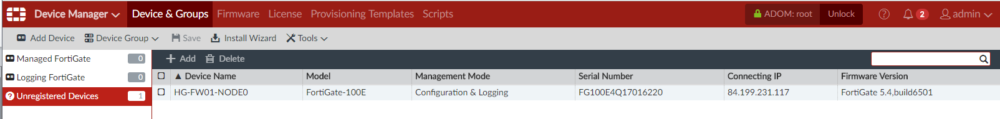 Device Manager Device & Groups Firmware License Provisioning Templates Scripts ADOM: root Unlock 2 admin
Add Device Device Group Save Install Wizard Tools
Managed FortiGate 0
Logging FortiGate 0
Unregistered Devices 1
Add Delete
Device Name Model Management Mode Serial Number Connecting IP Firmware Version
HG-FW01-NODE0 FortiGate-100E Configuration & Logging FG100E4Q17016220 84.199.231.117 FortiGate 5.4,build6501